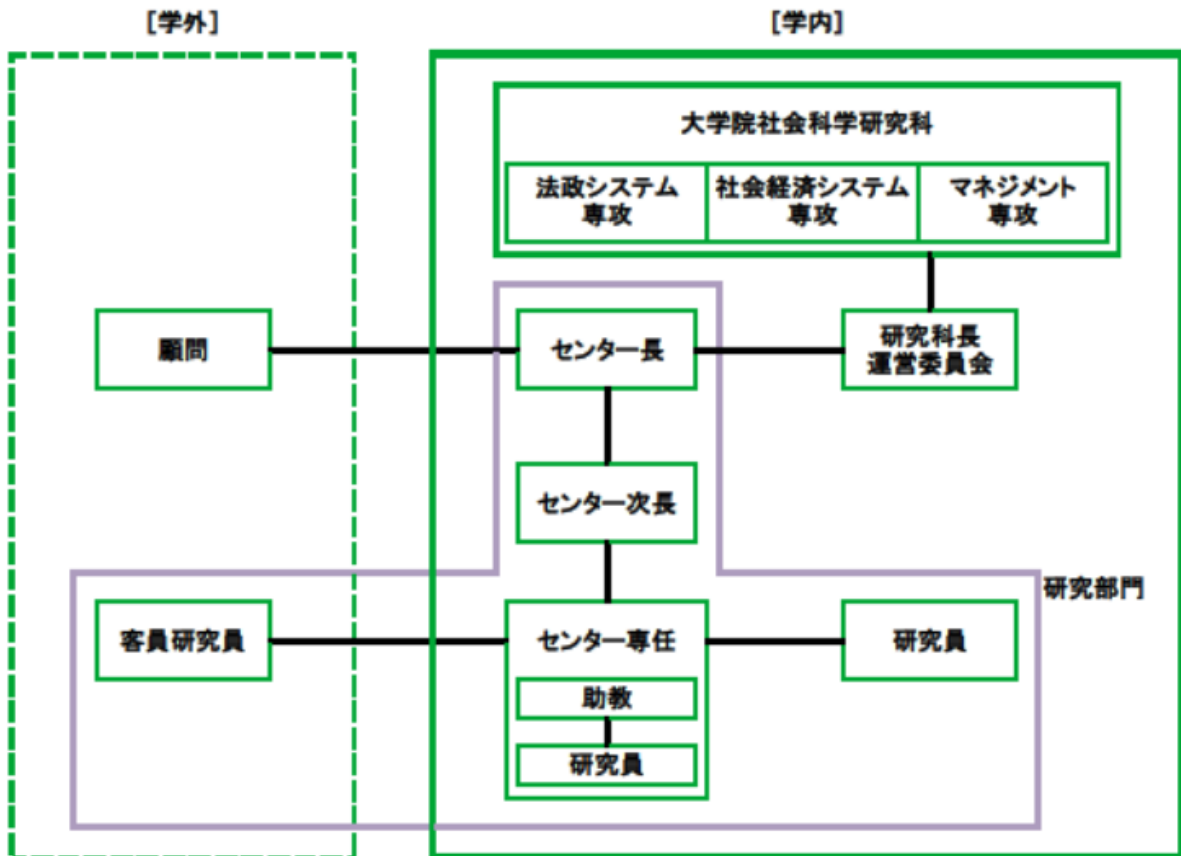 [学外]
[学内]
大学院社会科学研究科
法政システム
専攻
社会経済システム
専攻
マネジメント
専攻
顧問
センター長
研究科長
運営委員会
センター次長
研究部門
客員研究員
センター専任
研究員
助教
研究員